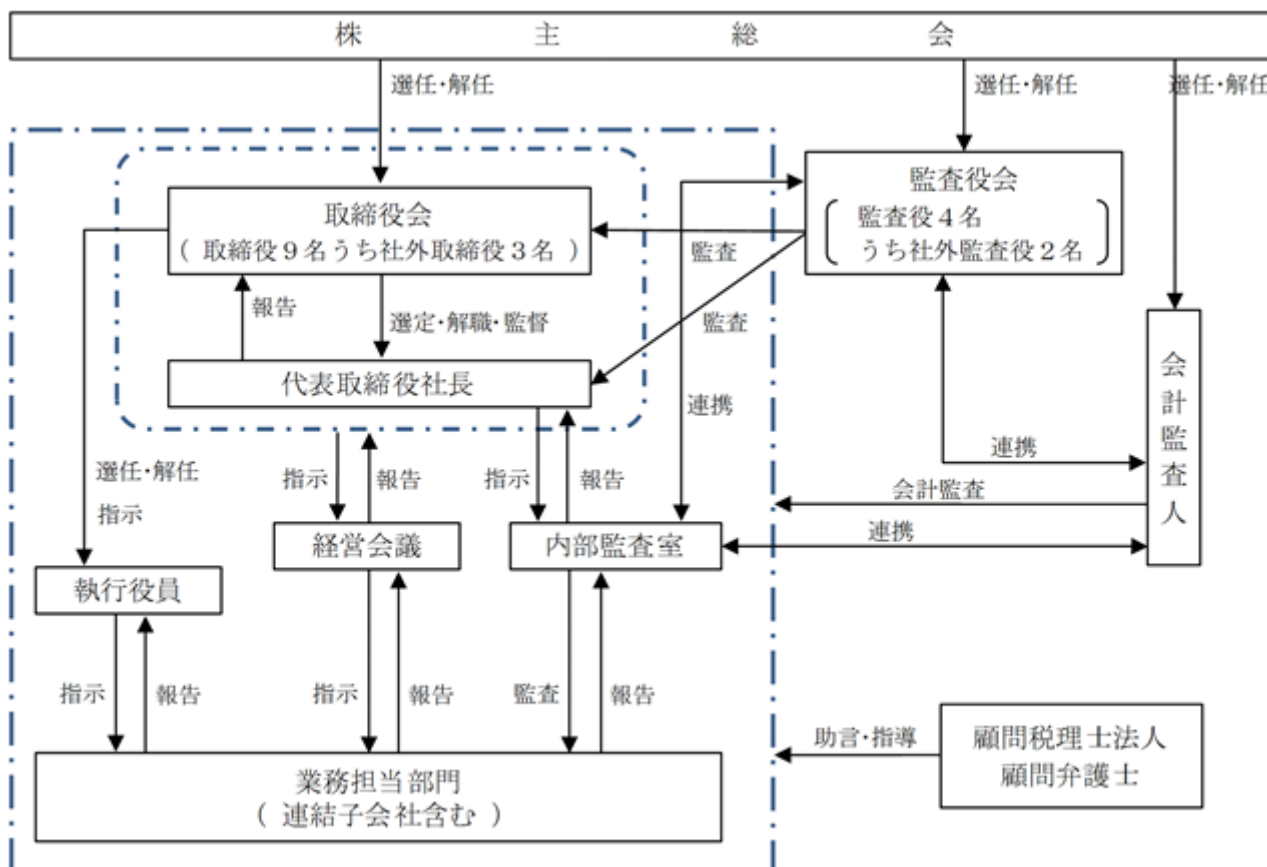 株主総会
選任・解任
選任・解任
選任・解任
取締役会
( 取締役9名うち社外取締役3名 )
監査役会
監査役4名
うち社外監査役2名
監査
報告
選定・解職・監督
監査
代表取締役社長
会計監査人
連携
連携
選任・解任
指示
指示
報告
指示
報告
会計監査
連携
経営会議
内部監査室
執行役員
指示
報告
指示
報告
監査
報告
助言・指導
顧問税理士法人
顧問弁護士
業務担当部門
( 連結子会社含む )